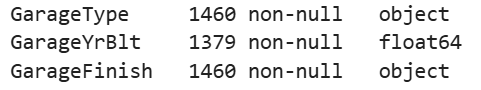 GarageType 1460 non-null object
GarageYrBlt 1379 non-null float64
GarageFinish 1460 non-null object